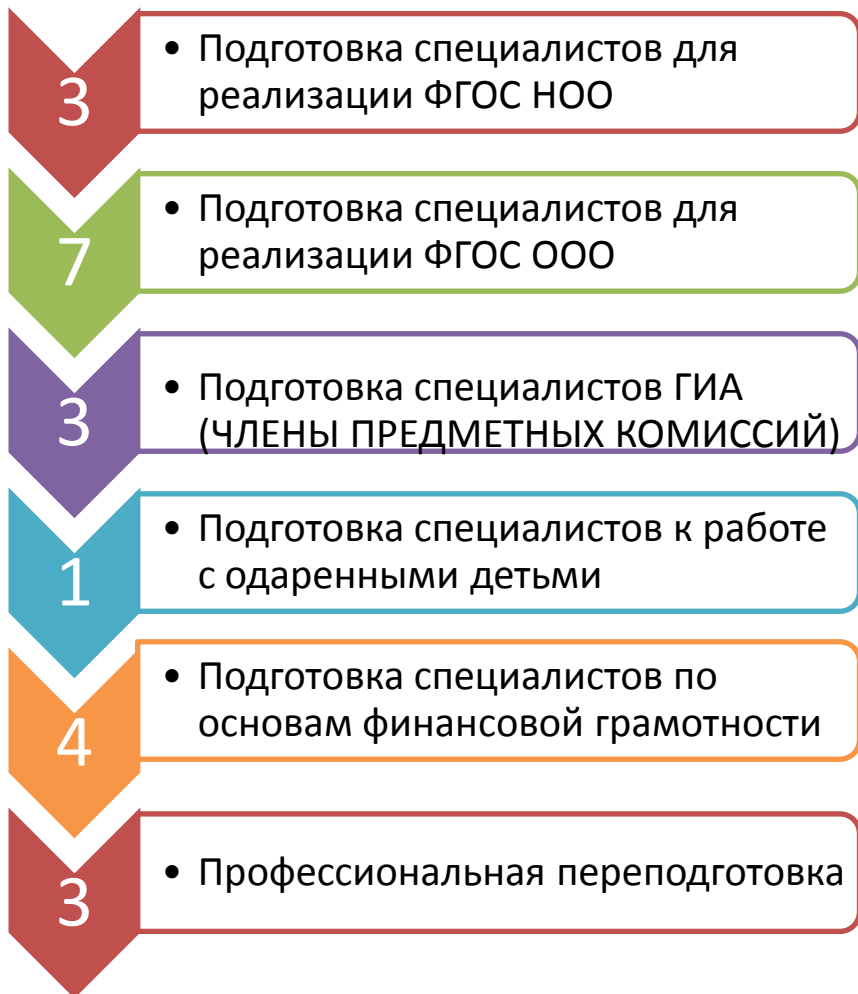 3
• Подготовка специалистов для
реализации ФГОС НОО
7
• Подготовка специалистов для
реализации ФГОС ООО
3
• Подготовка специалистов ГИА
(ЧЛЕНЫ ПРЕДМЕТНЫХ КОМИССИЙ)
1
• Подготовка специалистов к работе
с одаренными детьми
4
• Подготовка специалистов по
основам финансовой грамотности
3
• Профессиональная переподготовка